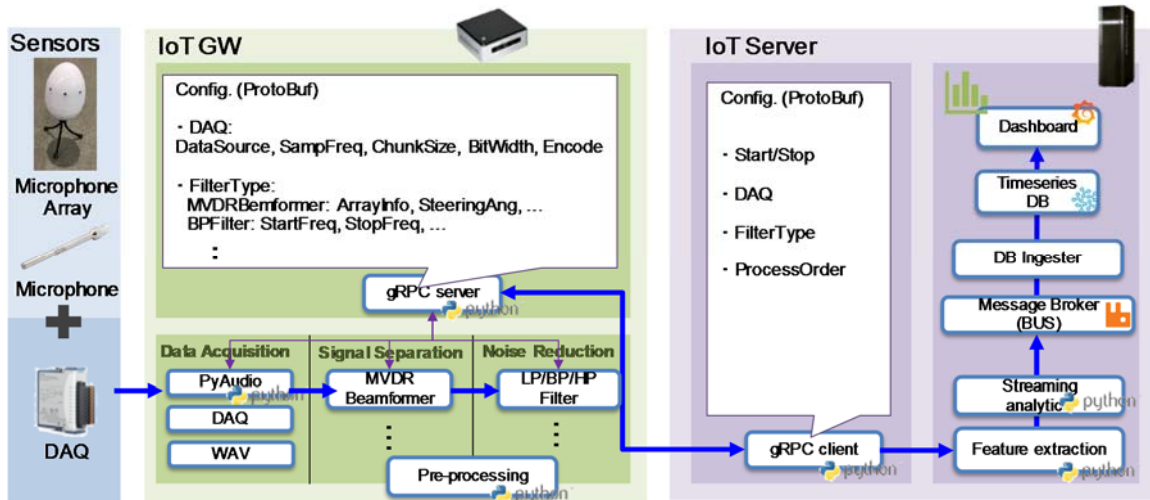 Sensors
Microphone
Array
Microphone
DAQ
IoT GW
Config. (ProtoBuf)
· DAQ:
DataSource, SampFreq, ChunkSize, BitWidth, Encode
· FilterType:
MVDRBemformer: ArrayInfo, SteeringAng, ...
BPFilter: StartFreq, StopFreq, ...
:
gRPC server
python
Data Acquisition
Signal Separation
Noise Reduction
PyAudio
python
DAQ
WAV
MVDR
Beamformer
LP/BP/HP
Filter
Pre-processing
python
IoT Server
Config. (ProtoBuf)
- Start/Stop
· DAQ
· FilterType
· ProcessOrder
gRPC client
python
Dashboard
Timeseries
DB
DB Ingester
Message Broker
(BUS)
Streaming
analytic
python
Feature extraction
python